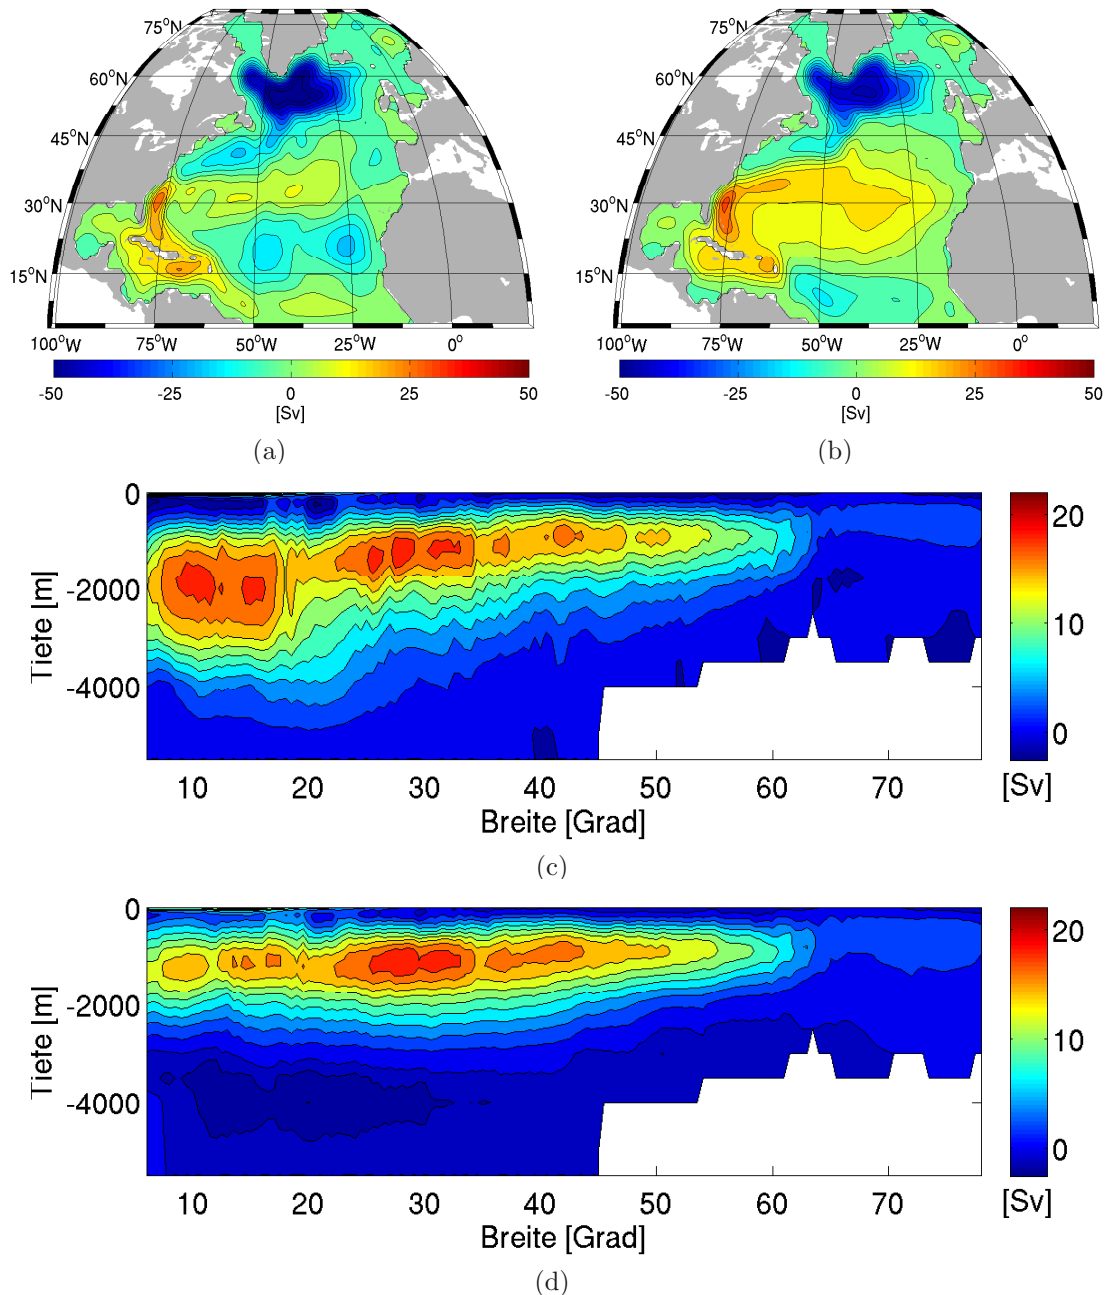 75°N 75°N
60°N 60°N
45°N 45°N
30°N 30°N
15°N 15°N
100°W 75°W 50°W 25°W 0° 100°W 75°W 50°W 25°W 0°
-50 -25 0 25 50 -50 -25 0 25 50
[Sv] [Sv]
(a) (b)
0
-2000
-4000
Tiefe [m]
20
10
0
10 20 30 40 50 60 70 [Sv]
Breite [Grad]
(c)
0
-2000
-4000
Tiefe [m]
20
10
0
10 20 30 40 50 60 70 [Sv]
Breite [Grad]
(d)